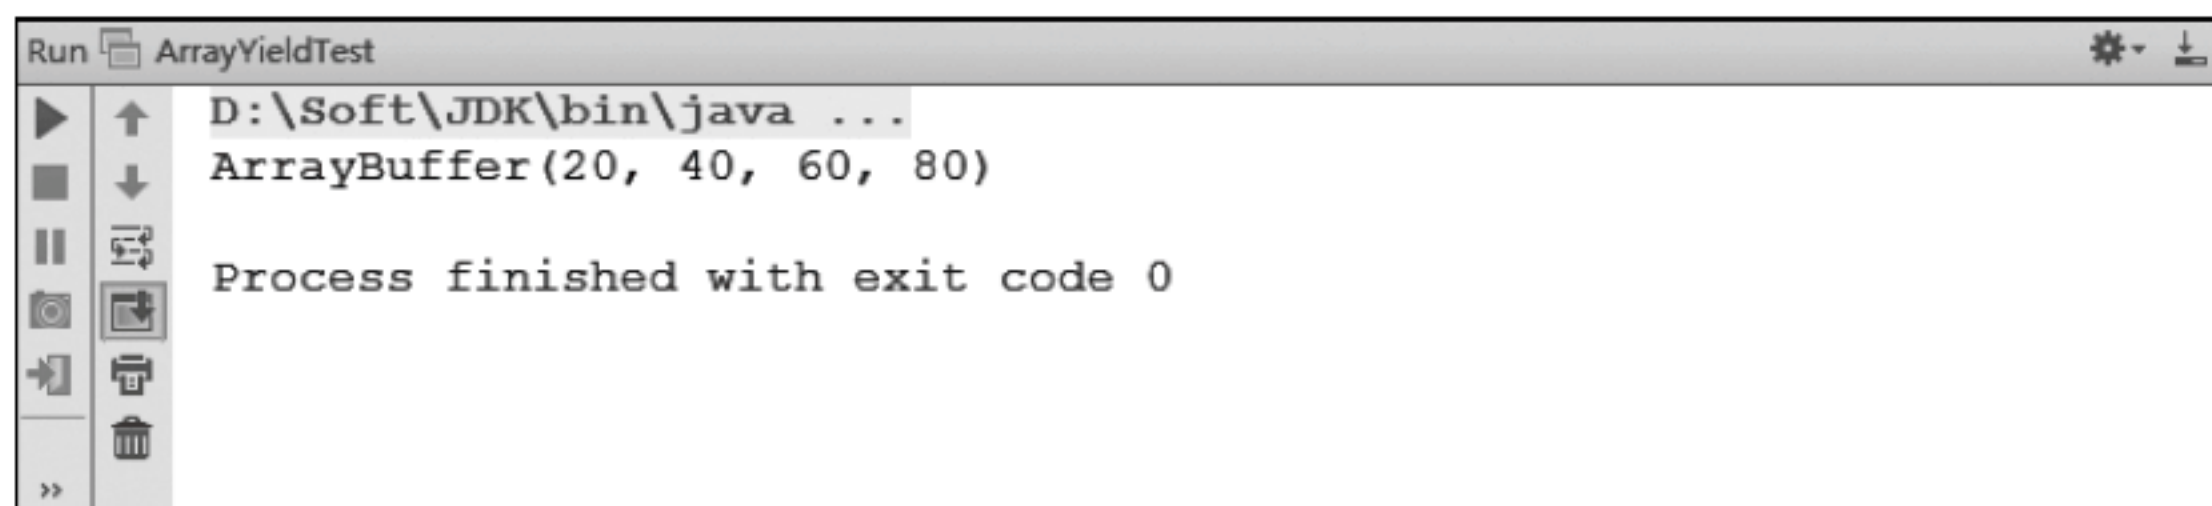 Run ArrayYieldTest
D:\Soft\JDK\bin\java ...
ArrayBuffer(20, 40, 60, 80)
Process finished with exit code 0